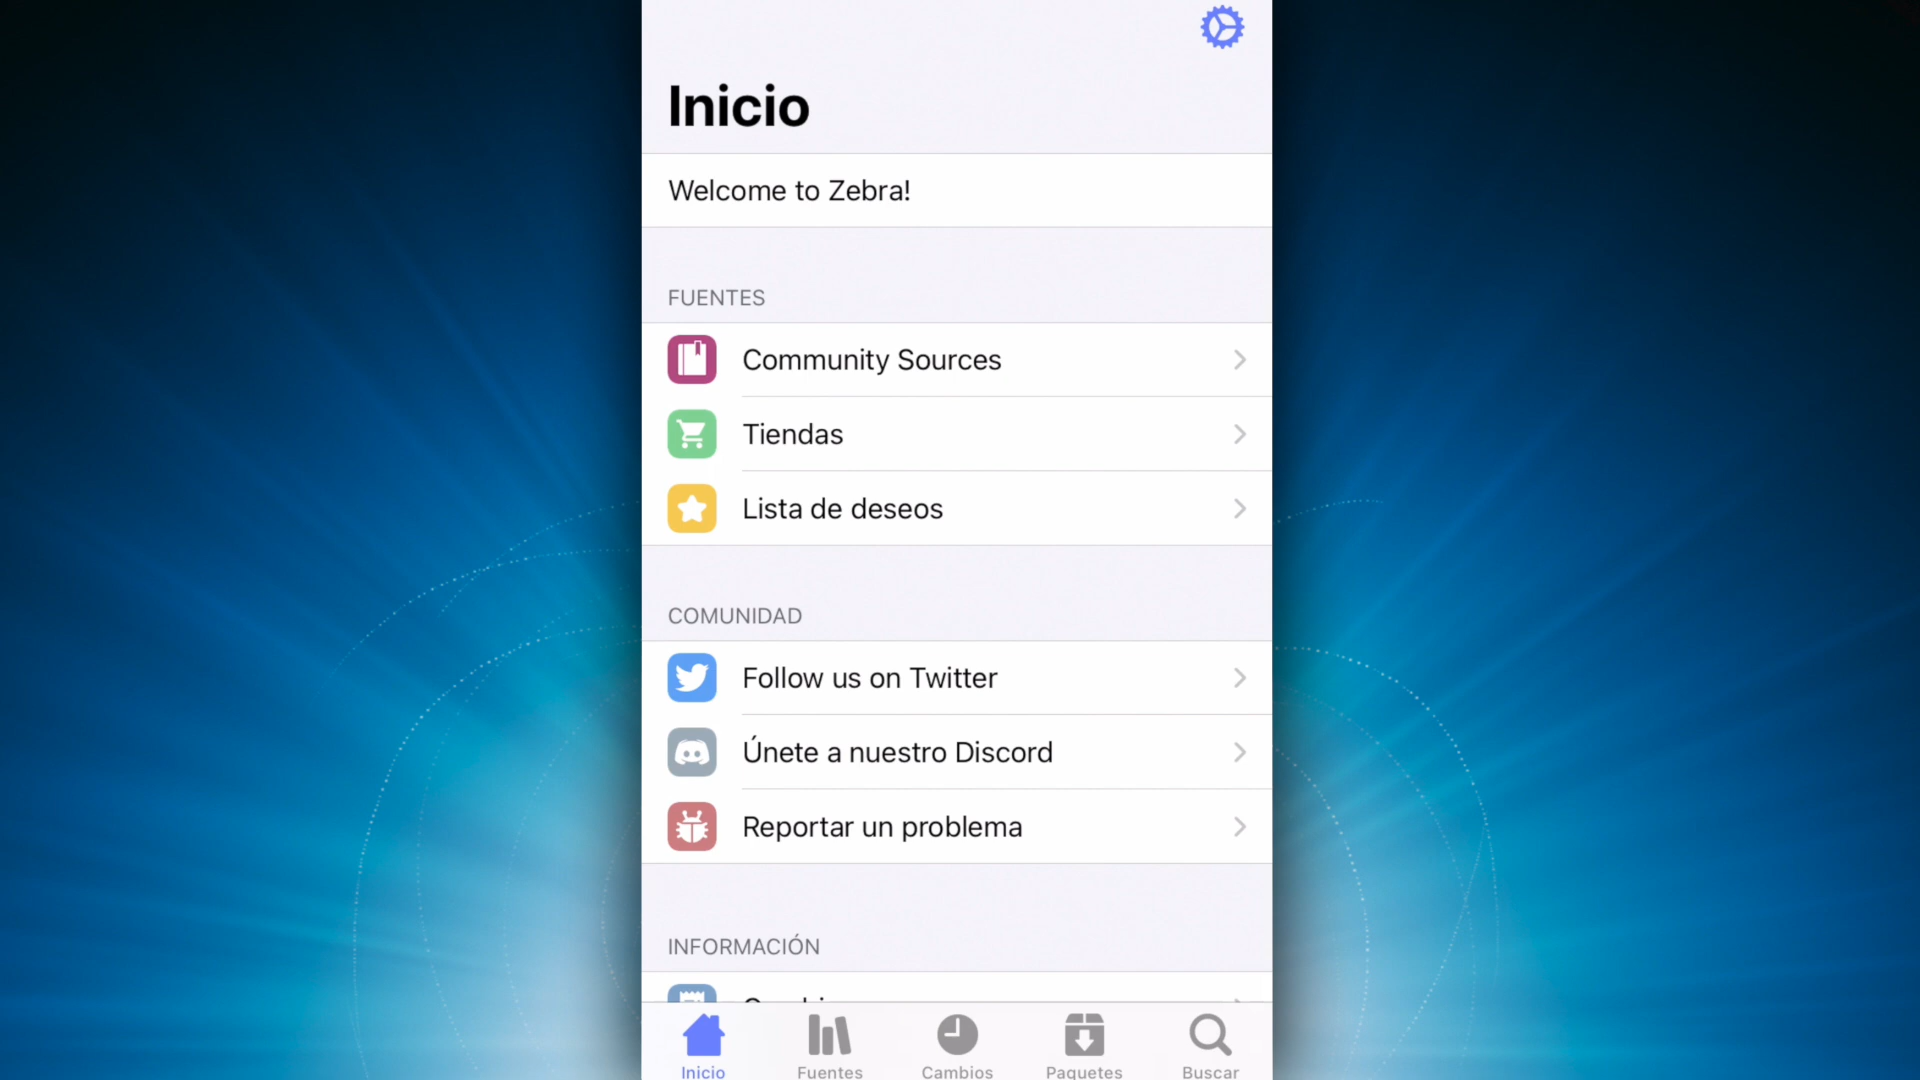 Inicio
Welcome to Zebra!
FUENTES
Community Sources
Tiendas
Lista de deseos
COMUNIDAD
Follow us on Twitter
Únete a nuestro Discord
Reportar un problema
INFORMACIÓN
Inicio
Fuentes
Cambios
Paquetes
Buscar